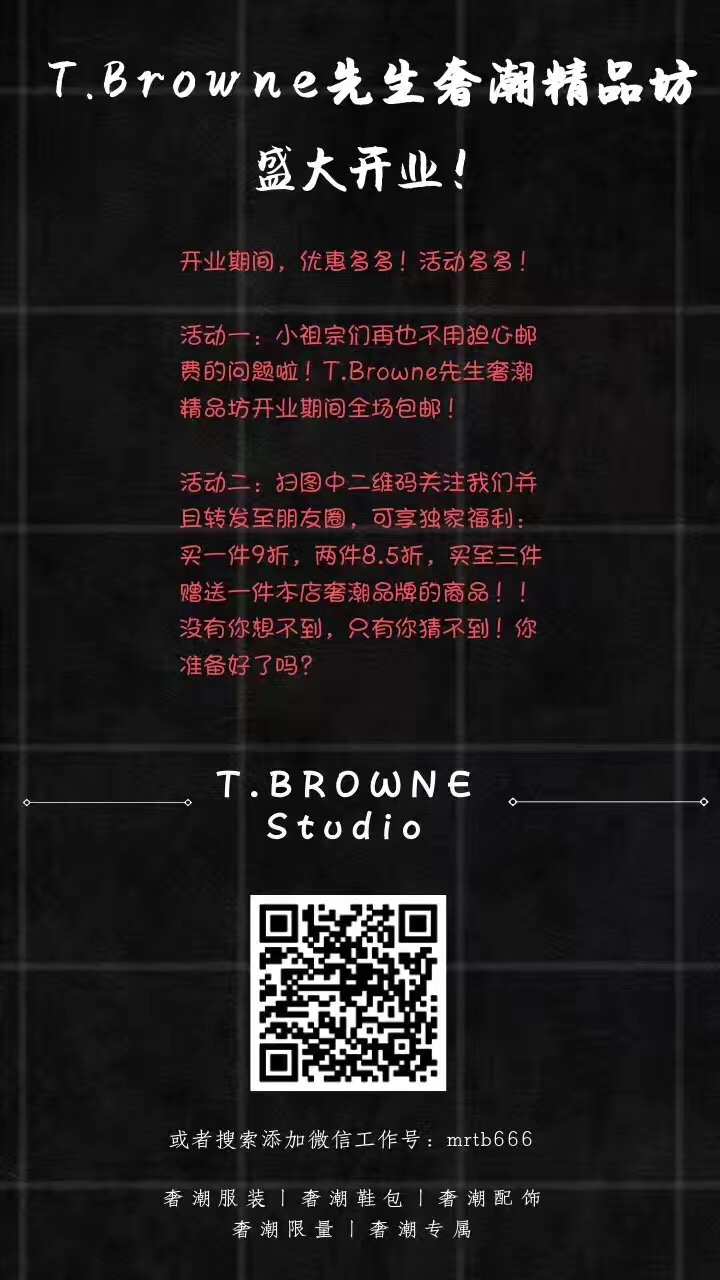 T.Browne先生奢潮精品坊
盛大开业！
开业期间，优惠多多！活动多多！
活动一：小祖宗们再也不用担心邮
费的问题啦！T.Browne先生奢潮
精品坊开业期间全场包邮！
活动二：扫图中二维码关注我们并
且转发至朋友圈，可享独家福利：
买一件9折，两件8.5折，买至三件
赠送一件本店奢潮品牌的商品！！
没有你想不到，只有你猜不到！你
准备好了吗？
T.BROWNE
Studio
或者搜索添加微信工作号：mrtb666
奢潮服装丨奢潮鞋包丨奢潮配饰
奢潮限量丨奢潮专属